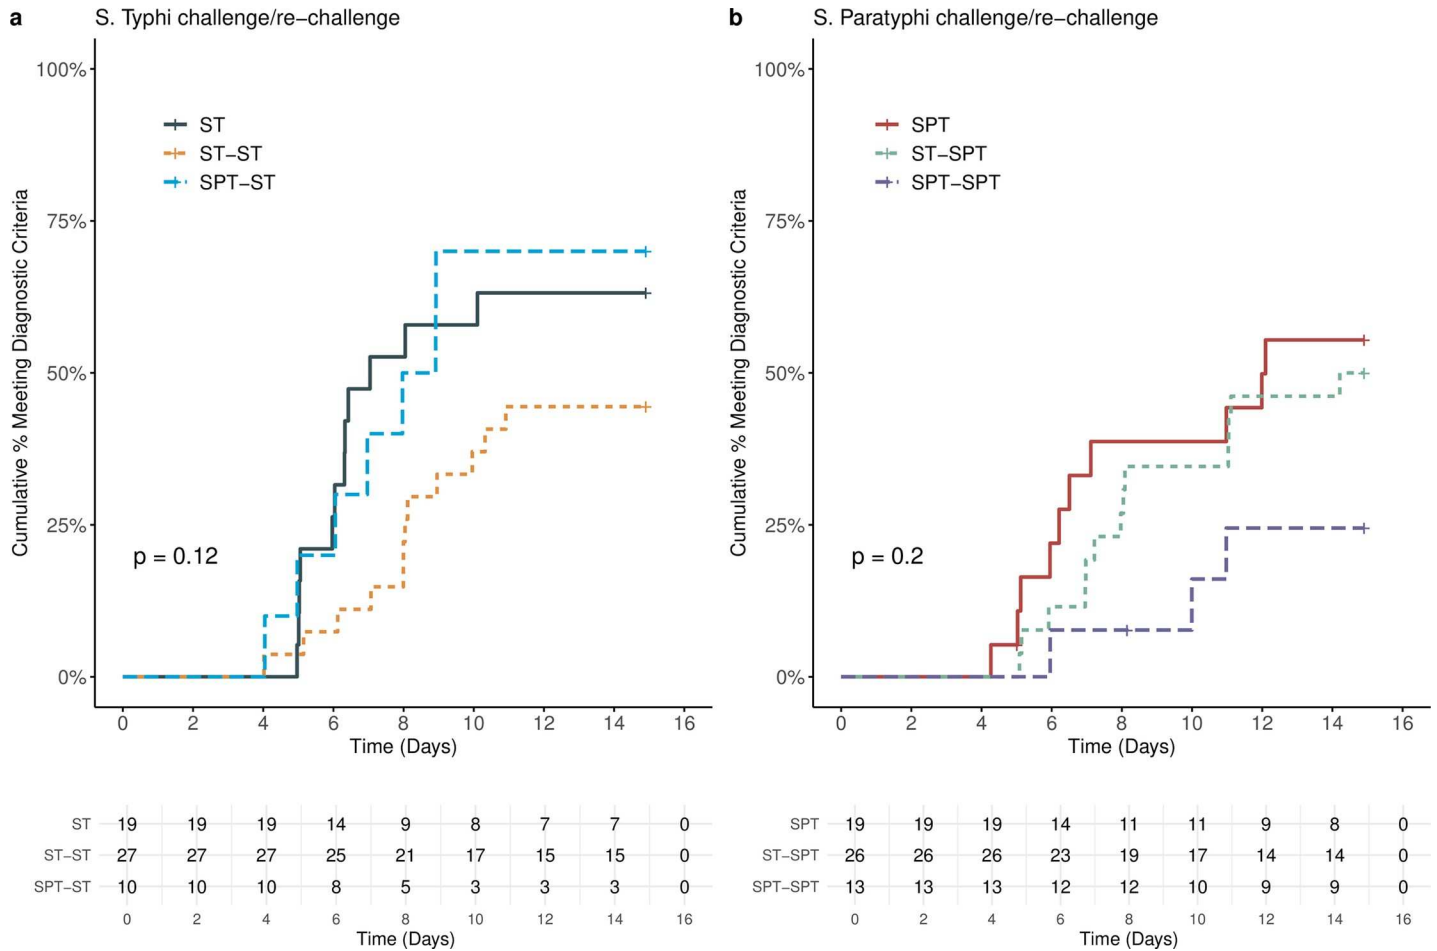 a S. Typhi challenge/re−challenge
Cumulative % Meeting Diagnostic Criteria
100%
75%
50%
25%
0%
ST
ST−ST
SPT−ST
p = 0.12
0 2 4 6 8 10 12 14 16
Time (Days)
ST 19 19 19 14 9 8 7 7 0
ST−ST 27 27 27 25 21 17 15 15 0
SPT−ST 10 10 10 8 5 3 3 3 0
0 2 4 6 8 10 12 14 16
Time (Days)
b S. Paratyphi challenge/re−challenge
Cumulative % Meeting Diagnostic Criteria
100%
75%
50%
25%
0%
SPT
ST−SPT
SPT−SPT
p = 0.2
0 2 4 6 8 10 12 14 16
Time (Days)
SPT 19 19 19 14 11 11 9 8 0
ST−SPT 26 26 26 23 19 17 14 14 0
SPT−SPT 13 13 13 12 12 10 9 9 0
0 2 4 6 8 10 12 14 16
Time (Days)